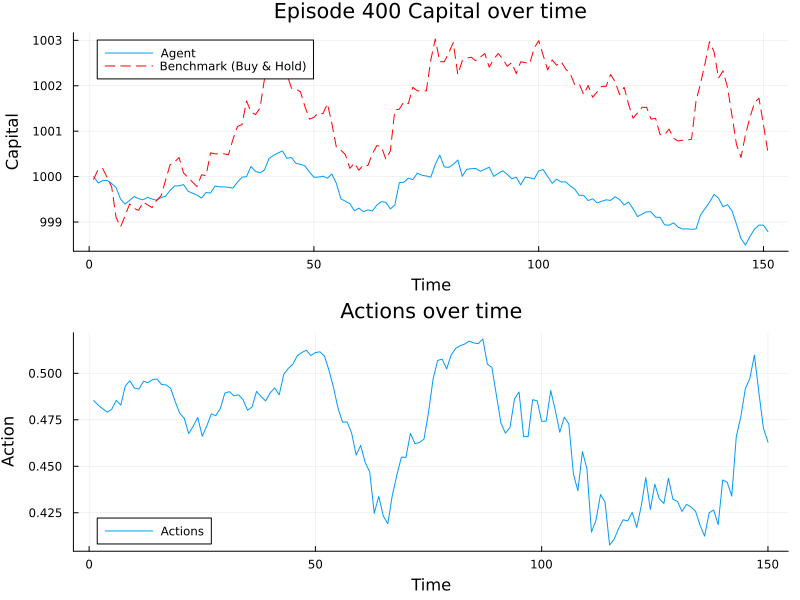 Episode 400 Capital over time
Capital
1003
1002
1001
1000
999
Agent
Benchmark (Buy & Hold)
0
50
100
150
Time
Actions over time
Action
0.500
0.475
0.450
0.425
Actions
0
50
100
150
Time